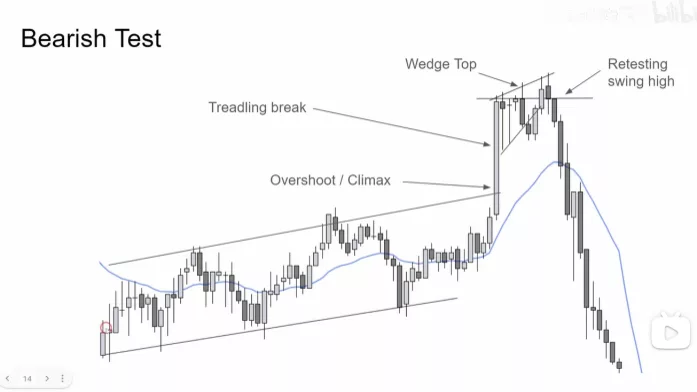 Bearish Test
Wedge Top
Retesting
swing high
Treadling break
Overshoot / Climax
14